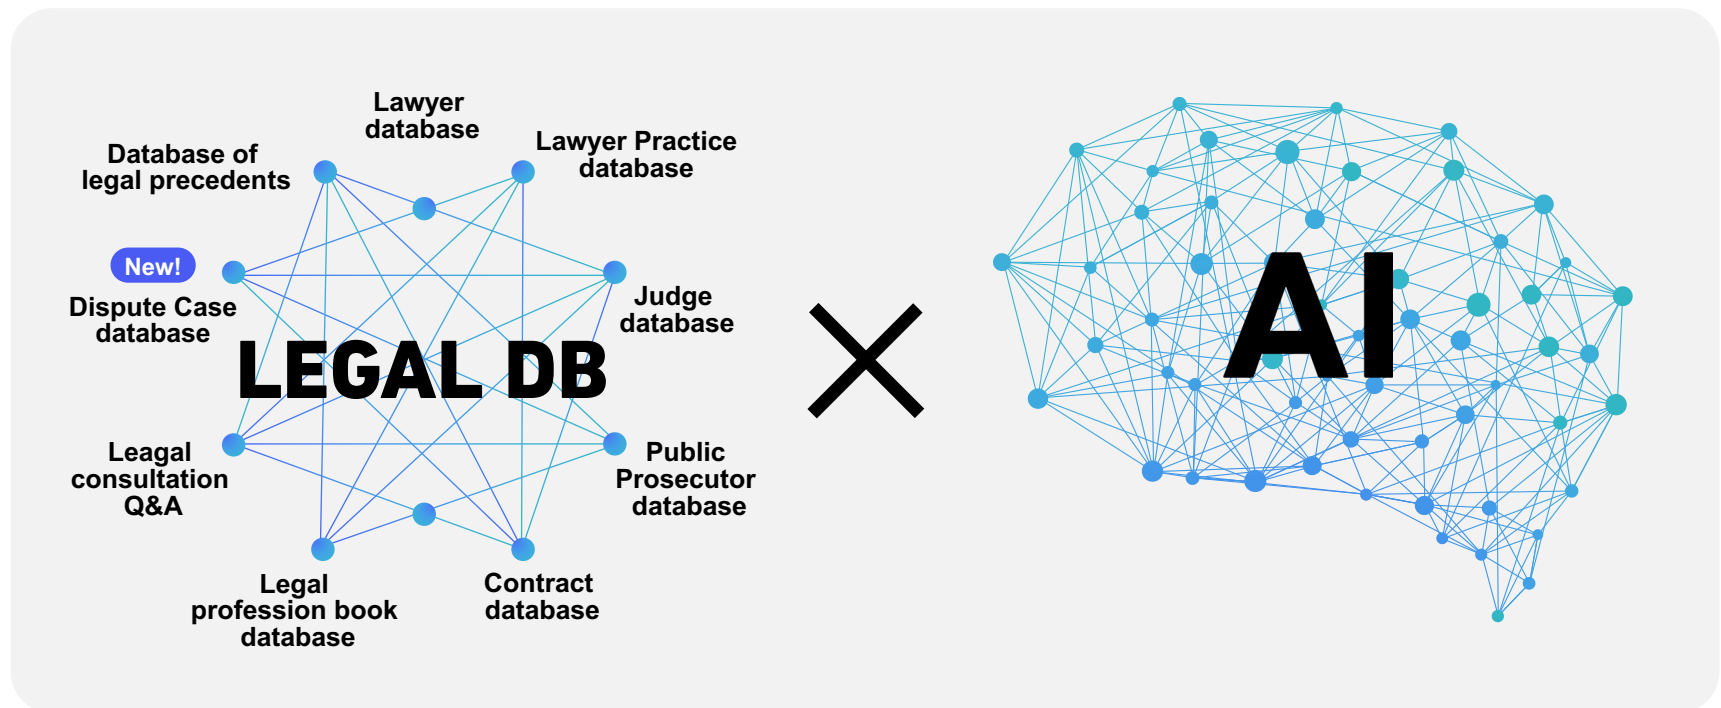 Lawyer
database
Lawyer Practice
database
Database of
legal precedents
New!
Dispute Case
database
Judge
database
LEGAL DB
AI
Leagal
consultation
Q&A
Public
Prosecutor
database
Legal
profession book
database
Contract
database